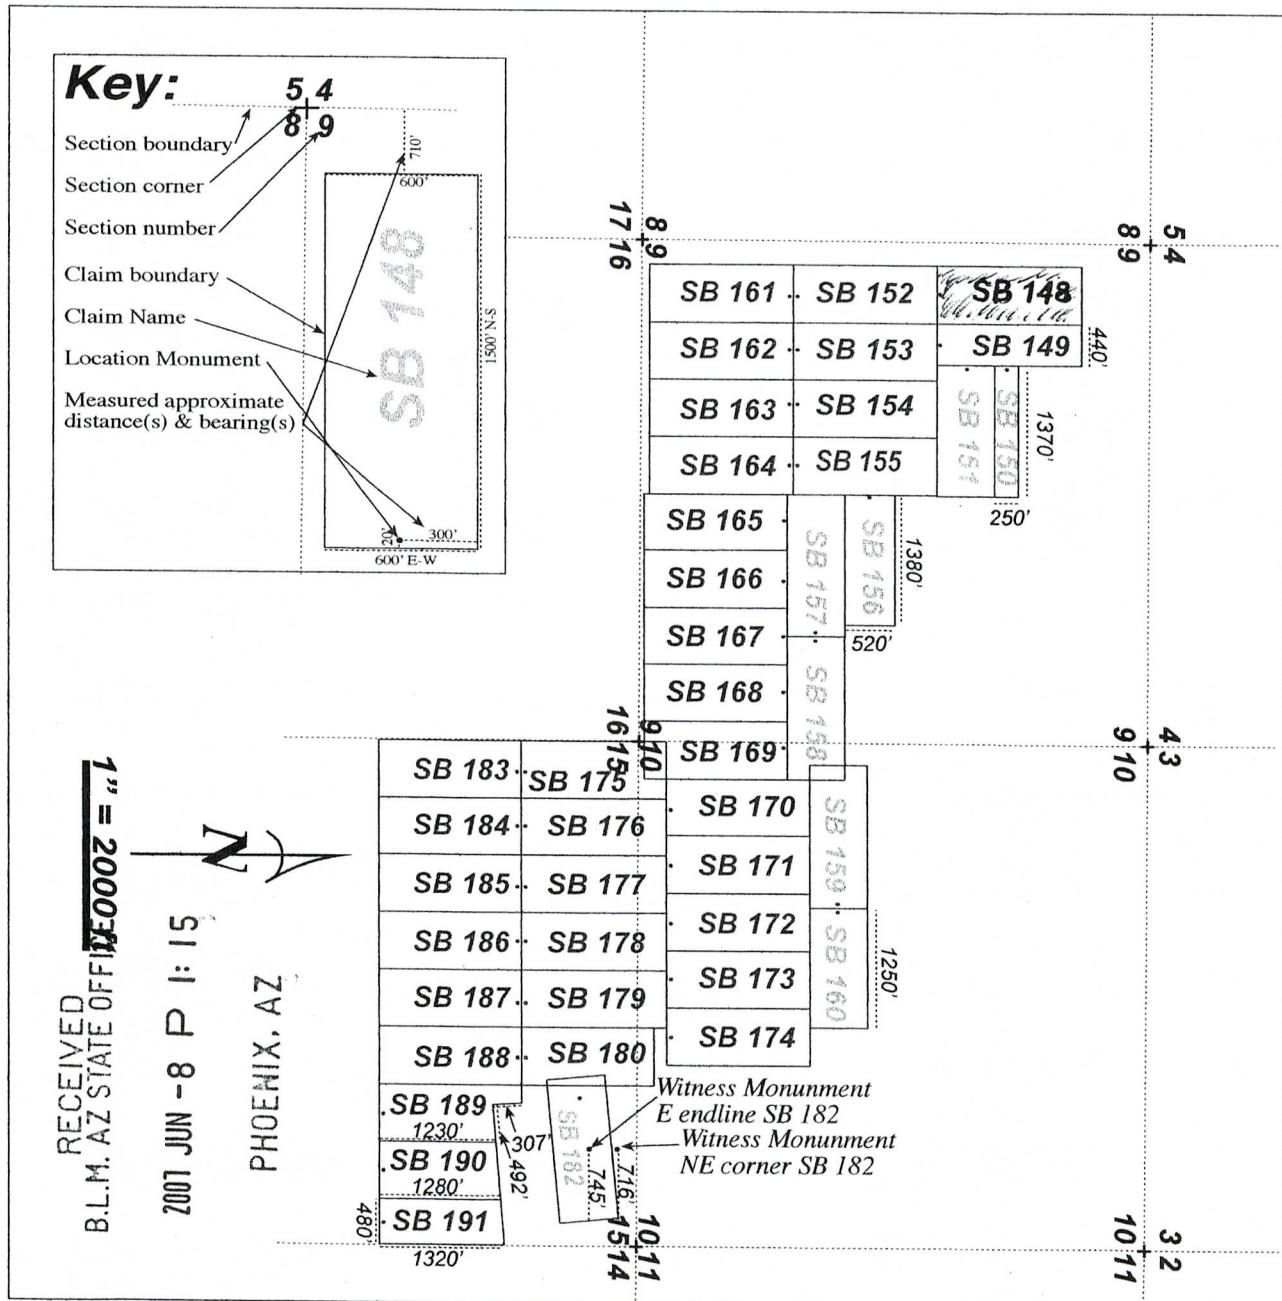 Key:
5 4
8 9
Section boundary
Section corner
Section number
Claim boundary
Claim Name
Location Monument
Measured approximate
distance(s) & bearing(s)
710'
600'
SB 148
1500' N-S
20'
300'
600' E-W
17 8
16 9
8 5
9 4
SB 161
SB 152
SB 148
SB 162
SB 153
SB 149
440'
SB 163
SB 154
SB 151
SB 150
1370'
SB 164
SB 155
250'
SB 165
SB 157
SB 156
1380'
SB 166
SB 167
520'
SB 168
SB 158
16 9
15 10
9 4
10 3
SB 169
SB 183
SB 175
SB 170
SB 159
SB 184
SB 176
SB 171
SB 185
SB 177
SB 172
SB 186
SB 178
SB 173
SB 160
1250'
SB 187
SB 179
SB 174
SB 188
SB 180
SB 189
1230'
307'
SB 190
1280'
492'
SB 191
480'
1320'
SB 182
745'
716'
Witness Monunment
E endline SB 182
Witness Monunment
NE corner SB 182
15 10
14 11
10 3
11 2
1" = 2000ft
N
RECEIVED
B.L.M. AZ STATE OFFICE
2001 JUN -8 P 1: 15
PHOENIX, AZ